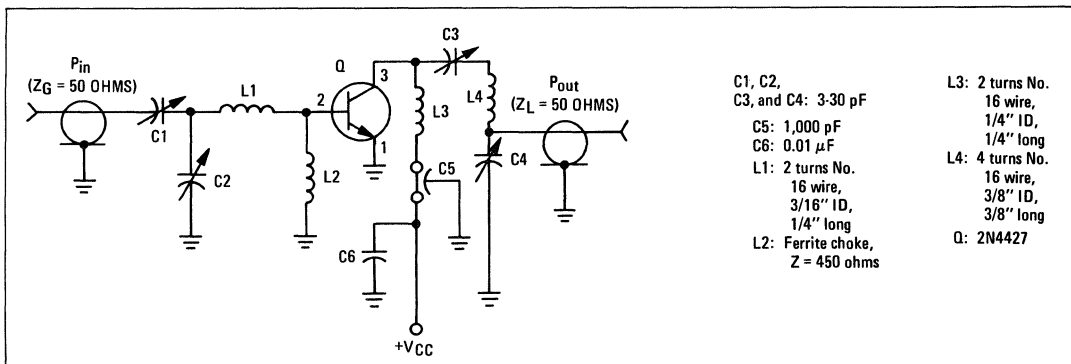 Pin
(ZG = 50 OHMS)
C1
C2
L1
L2
Q
2
3
1
L3
C3
L4
C4
C5
C6
+VCC
Pout
(ZL = 50 OHMS)
C1, C2,
C3, and C4: 3-30 pF
C5: 1,000 pF
C6: 0.01 μF
L1: 2 turns No.
16 wire,
3/16" ID,
1/4" long
L2: Ferrite choke,
Z = 450 ohms
L3: 2 turns No.
16 wire,
1/4" ID,
1/4" long
L4: 4 turns No.
16 wire,
3/8" ID,
3/8" long
Q: 2N4427